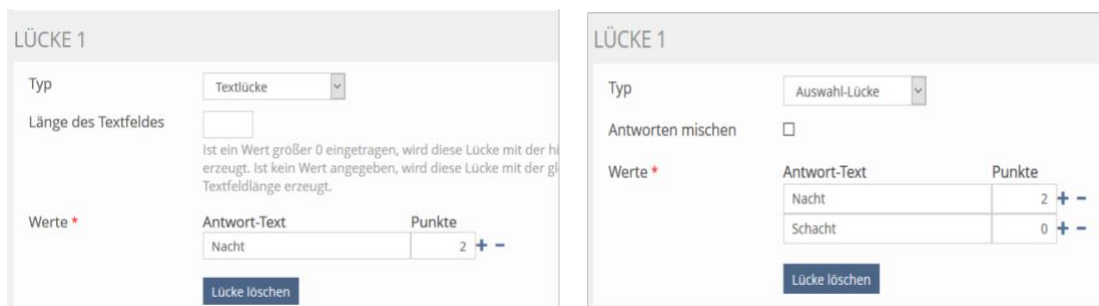 LÜCKE 1
Typ Textlücke
Länge des Textfeldes
Ist ein Wert größer 0 eingetragen, wird diese Lücke mit der hi
erzeugt. Ist kein Wert angegeben, wird diese Lücke mit der gl
Textfeldlänge erzeugt.
Werte * Antwort-Text Punkte
Nacht 2 + −
Lücke löschen
LÜCKE 1
Typ Auswahl-Lücke
Antworten mischen
Werte * Antwort-Text Punkte
Nacht 2 + −
Schacht 0 + −
Lücke löschen